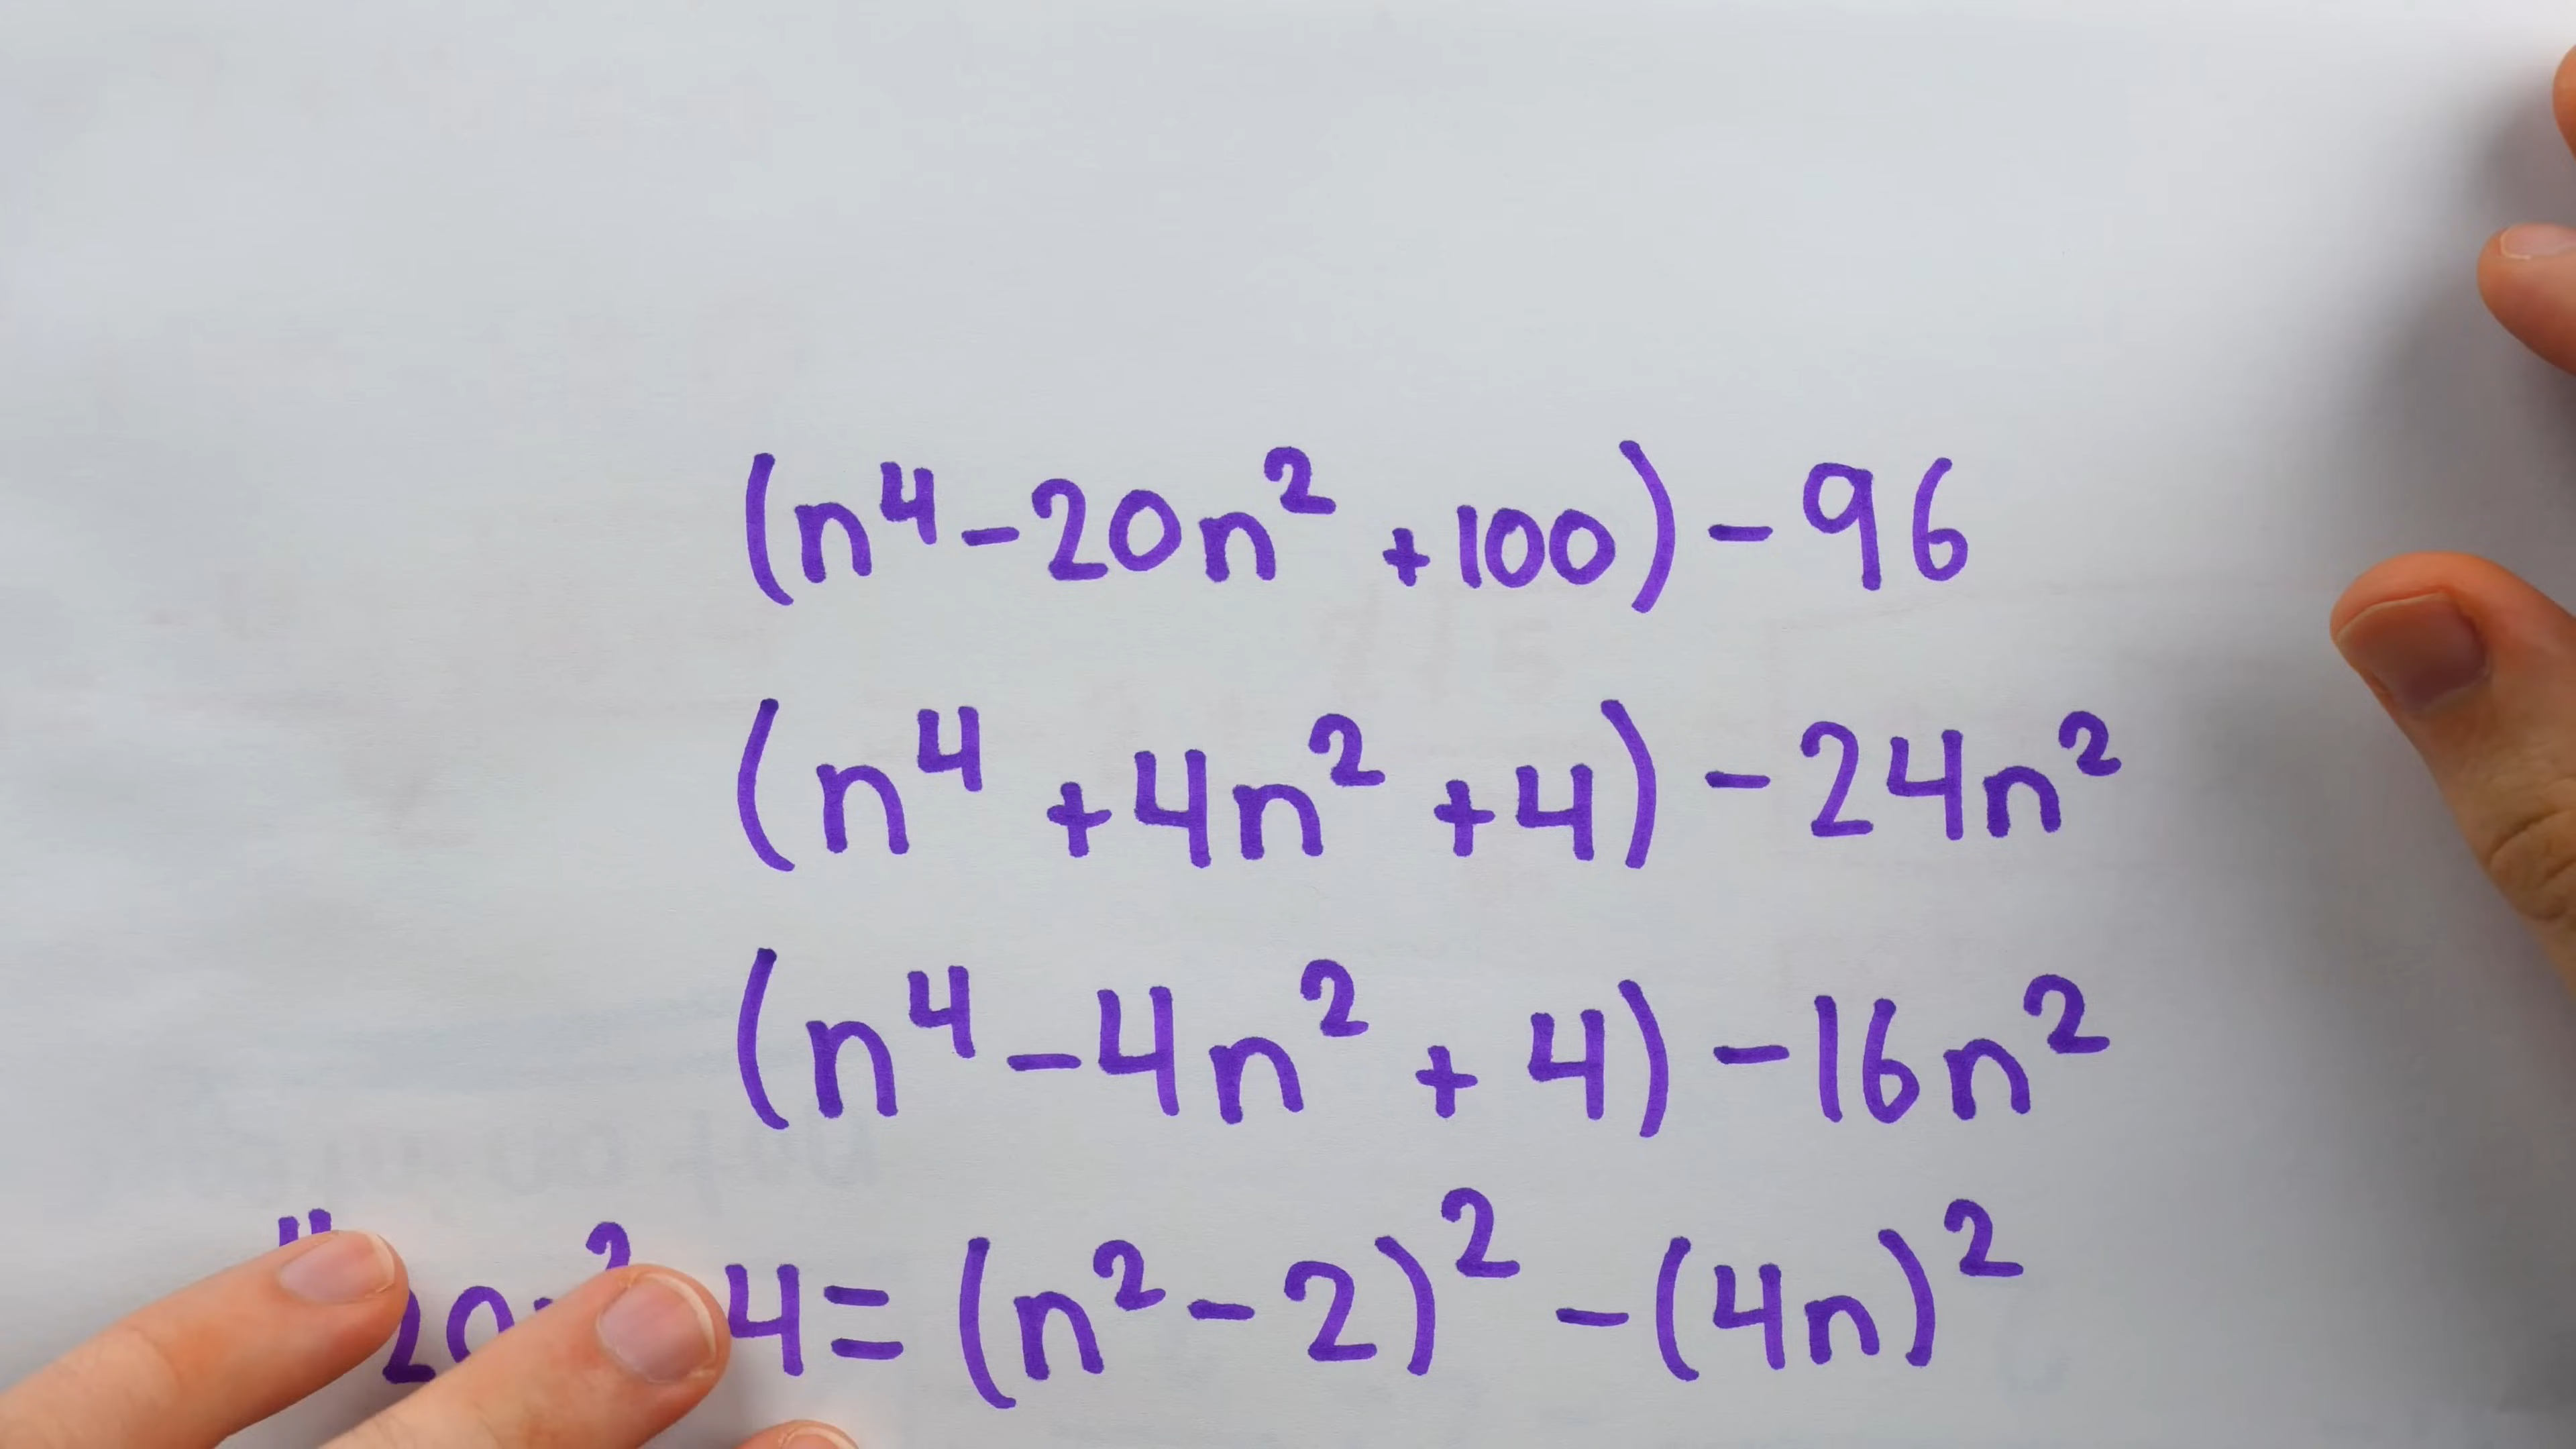 (n⁴-20n²+100)-96
(n⁴+4n²+4)-24n²
(n⁴-4n²+4)-16n²
4=(n²-2)²-(4n)²